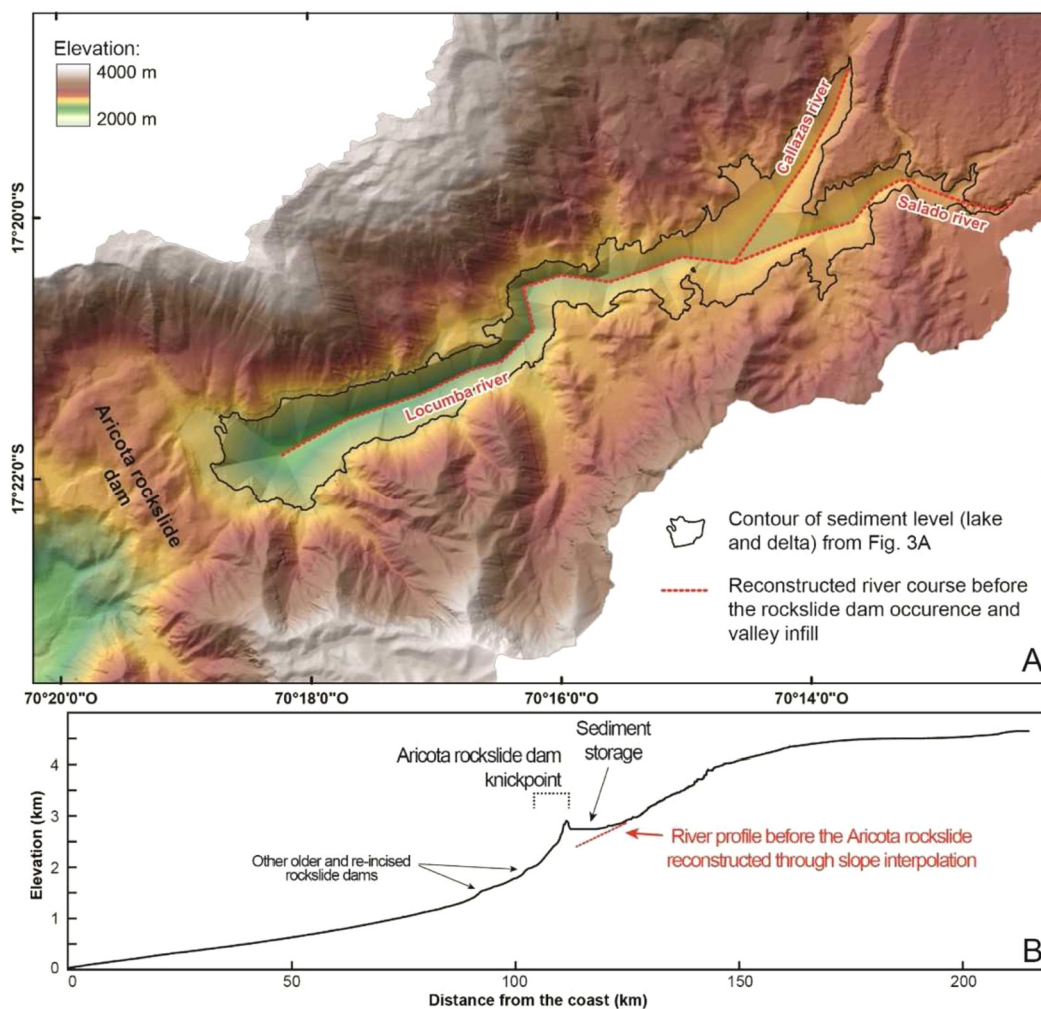 Elevation:
4000 m
2000 m
Callazas river
17°20'0''S
Salado river
Locumba river
Aricota rockslide
dam
17°22'0''S
Contour of sediment level (lake
and delta) from Fig. 3A
Reconstructed river course before
the rockslide dam occurence and
valley infill
A
70°20'0"O
70°18'0"O
70°16'0"O
70°14'0"O
Sediment
storage
Aricota rockslide dam
knickpoint
River profile before the Aricota rockslide
reconstructed through slope interpolation
Other older and re-incised
rockslide dams
Elevation (km)
4
3
2
1
0
B
0
50
100
150
200
Distance from the coast (km)